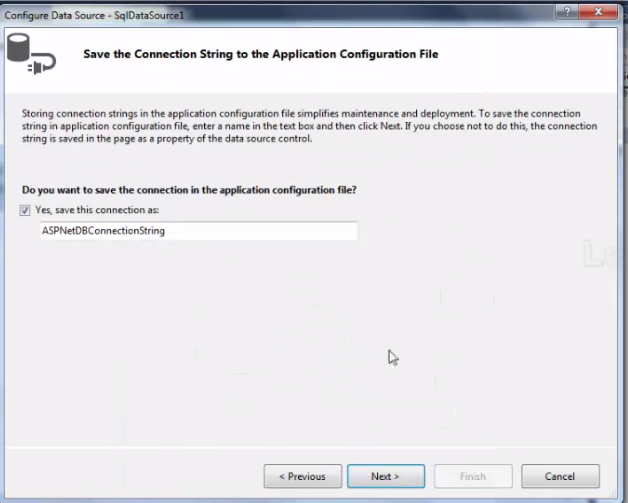 Configure Data Source - SqlDataSource1
Save the Connection String to the Application Configuration File
Storing connection strings in the application configuration file simplifies maintenance and deployment. To save the connection
string in application configuration file, enter a name in the text box and then click Next. If you choose not to do this, the connection
string is saved in the page as a property of the data source control.
Do you want to save the connection in the application configuration file?
Yes, save this connection as:
ASPNetDBConnectionString
< Previous
Next >
Finish
Cancel